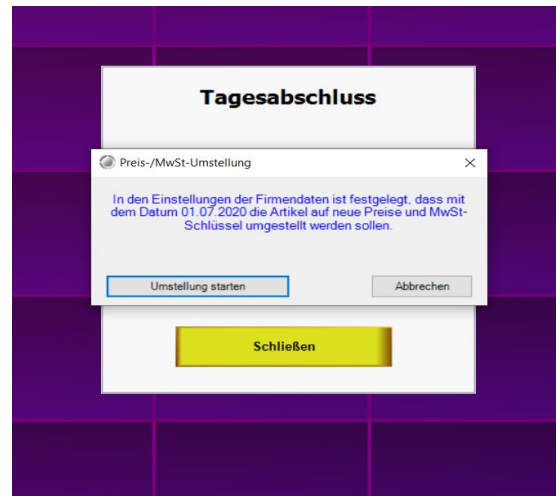 Tagesabschluss
Preis-/MwSt-Umstellung
In den Einstellungen der Firmendaten ist festgelegt, dass mit
dem Datum 01.07.2020 die Artikel auf neue Preise und MwSt-
Schlüssel umgestellt werden sollen.
Umstellung starten Abbrechen
Schließen